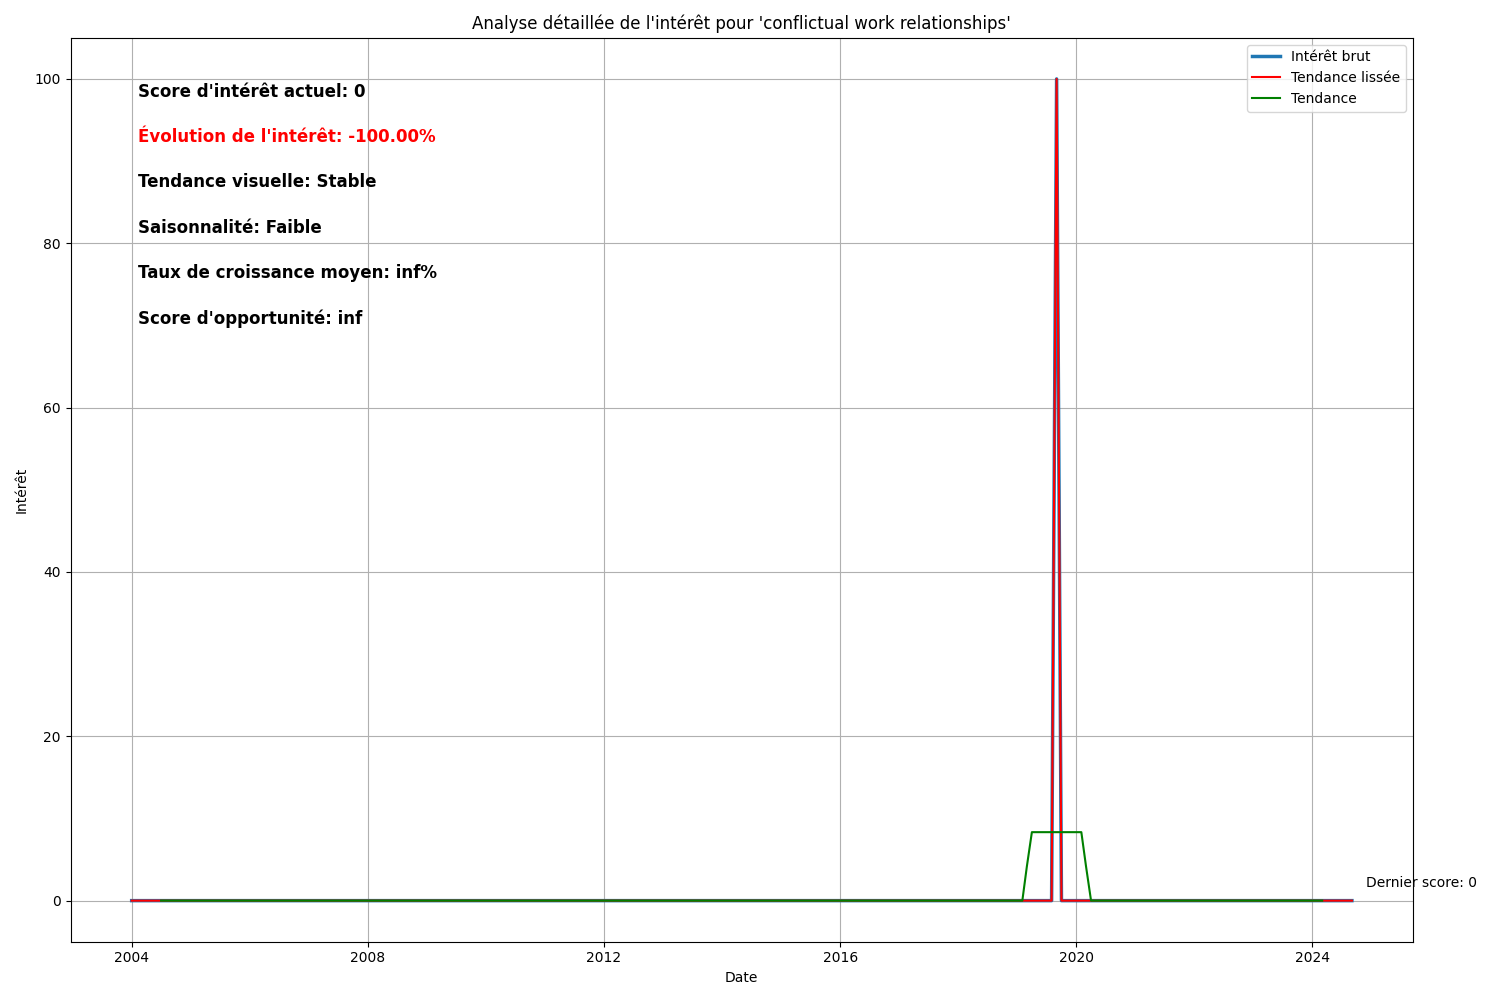 Analyse détaillée de l'intérêt pour 'conflictual work relationships'
Intérêt brut
Tendance lissée
Tendance
Score d'intérêt actuel: 0
Évolution de l'intérêt: -100.00%
Tendance visuelle: Stable
Saisonnalité: Faible
Taux de croissance moyen: inf%
Score d'opportunité: inf
100
80
60
40
20
0
Intérêt
Dernier score: 0
2004
2008
2012
2016
2020
2024
Date